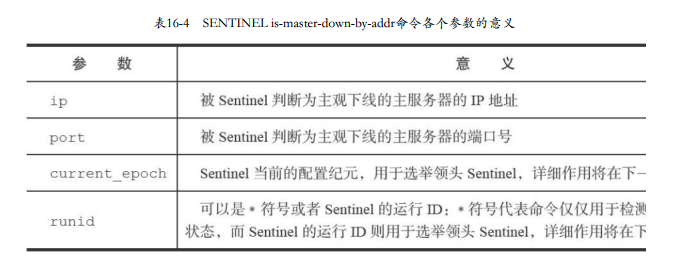 表16-4 SENTINEL is-master-down-by-addr命令各个参数的意义
参 数 意 义
ip 被 Sentinel 判断为主观下线的主服务器的 IP 地址
port 被 Sentinel 判断为主观下线的主服务器的端口号
current_epoch Sentinel 当前的配置纪元，用于选举领头 Sentinel，详细作用将在下一
可以是 * 符号或者 Sentinel 的运行 ID：* 符号代表命令仅仅用于检测
runid 状态，而 Sentinel 的运行 ID 则用于选举领头 Sentinel，详细作用将在下